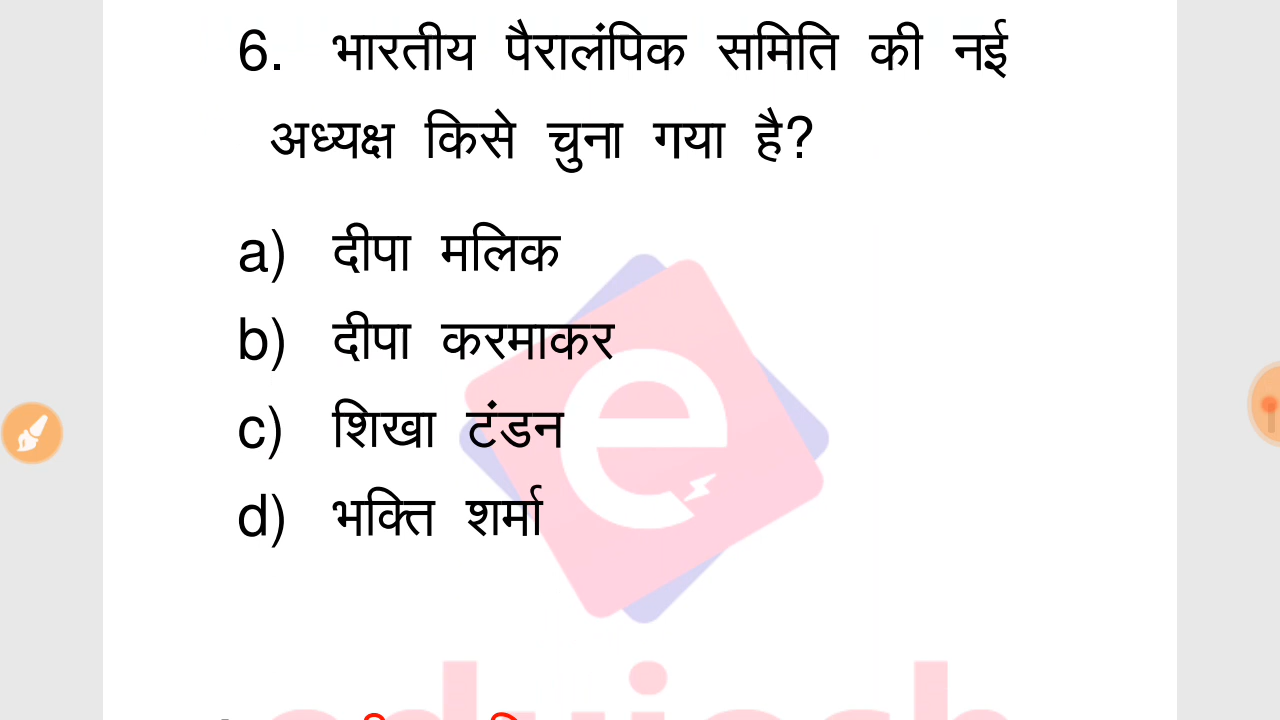 6. भारतीय पैरालंपिक समिति की नई
अध्यक्ष किसे चुना गया है?
a) दीपा मलिक
b) दीपा करमाकर
c) शिखा टंडन
d) भक्ति शर्मा
e